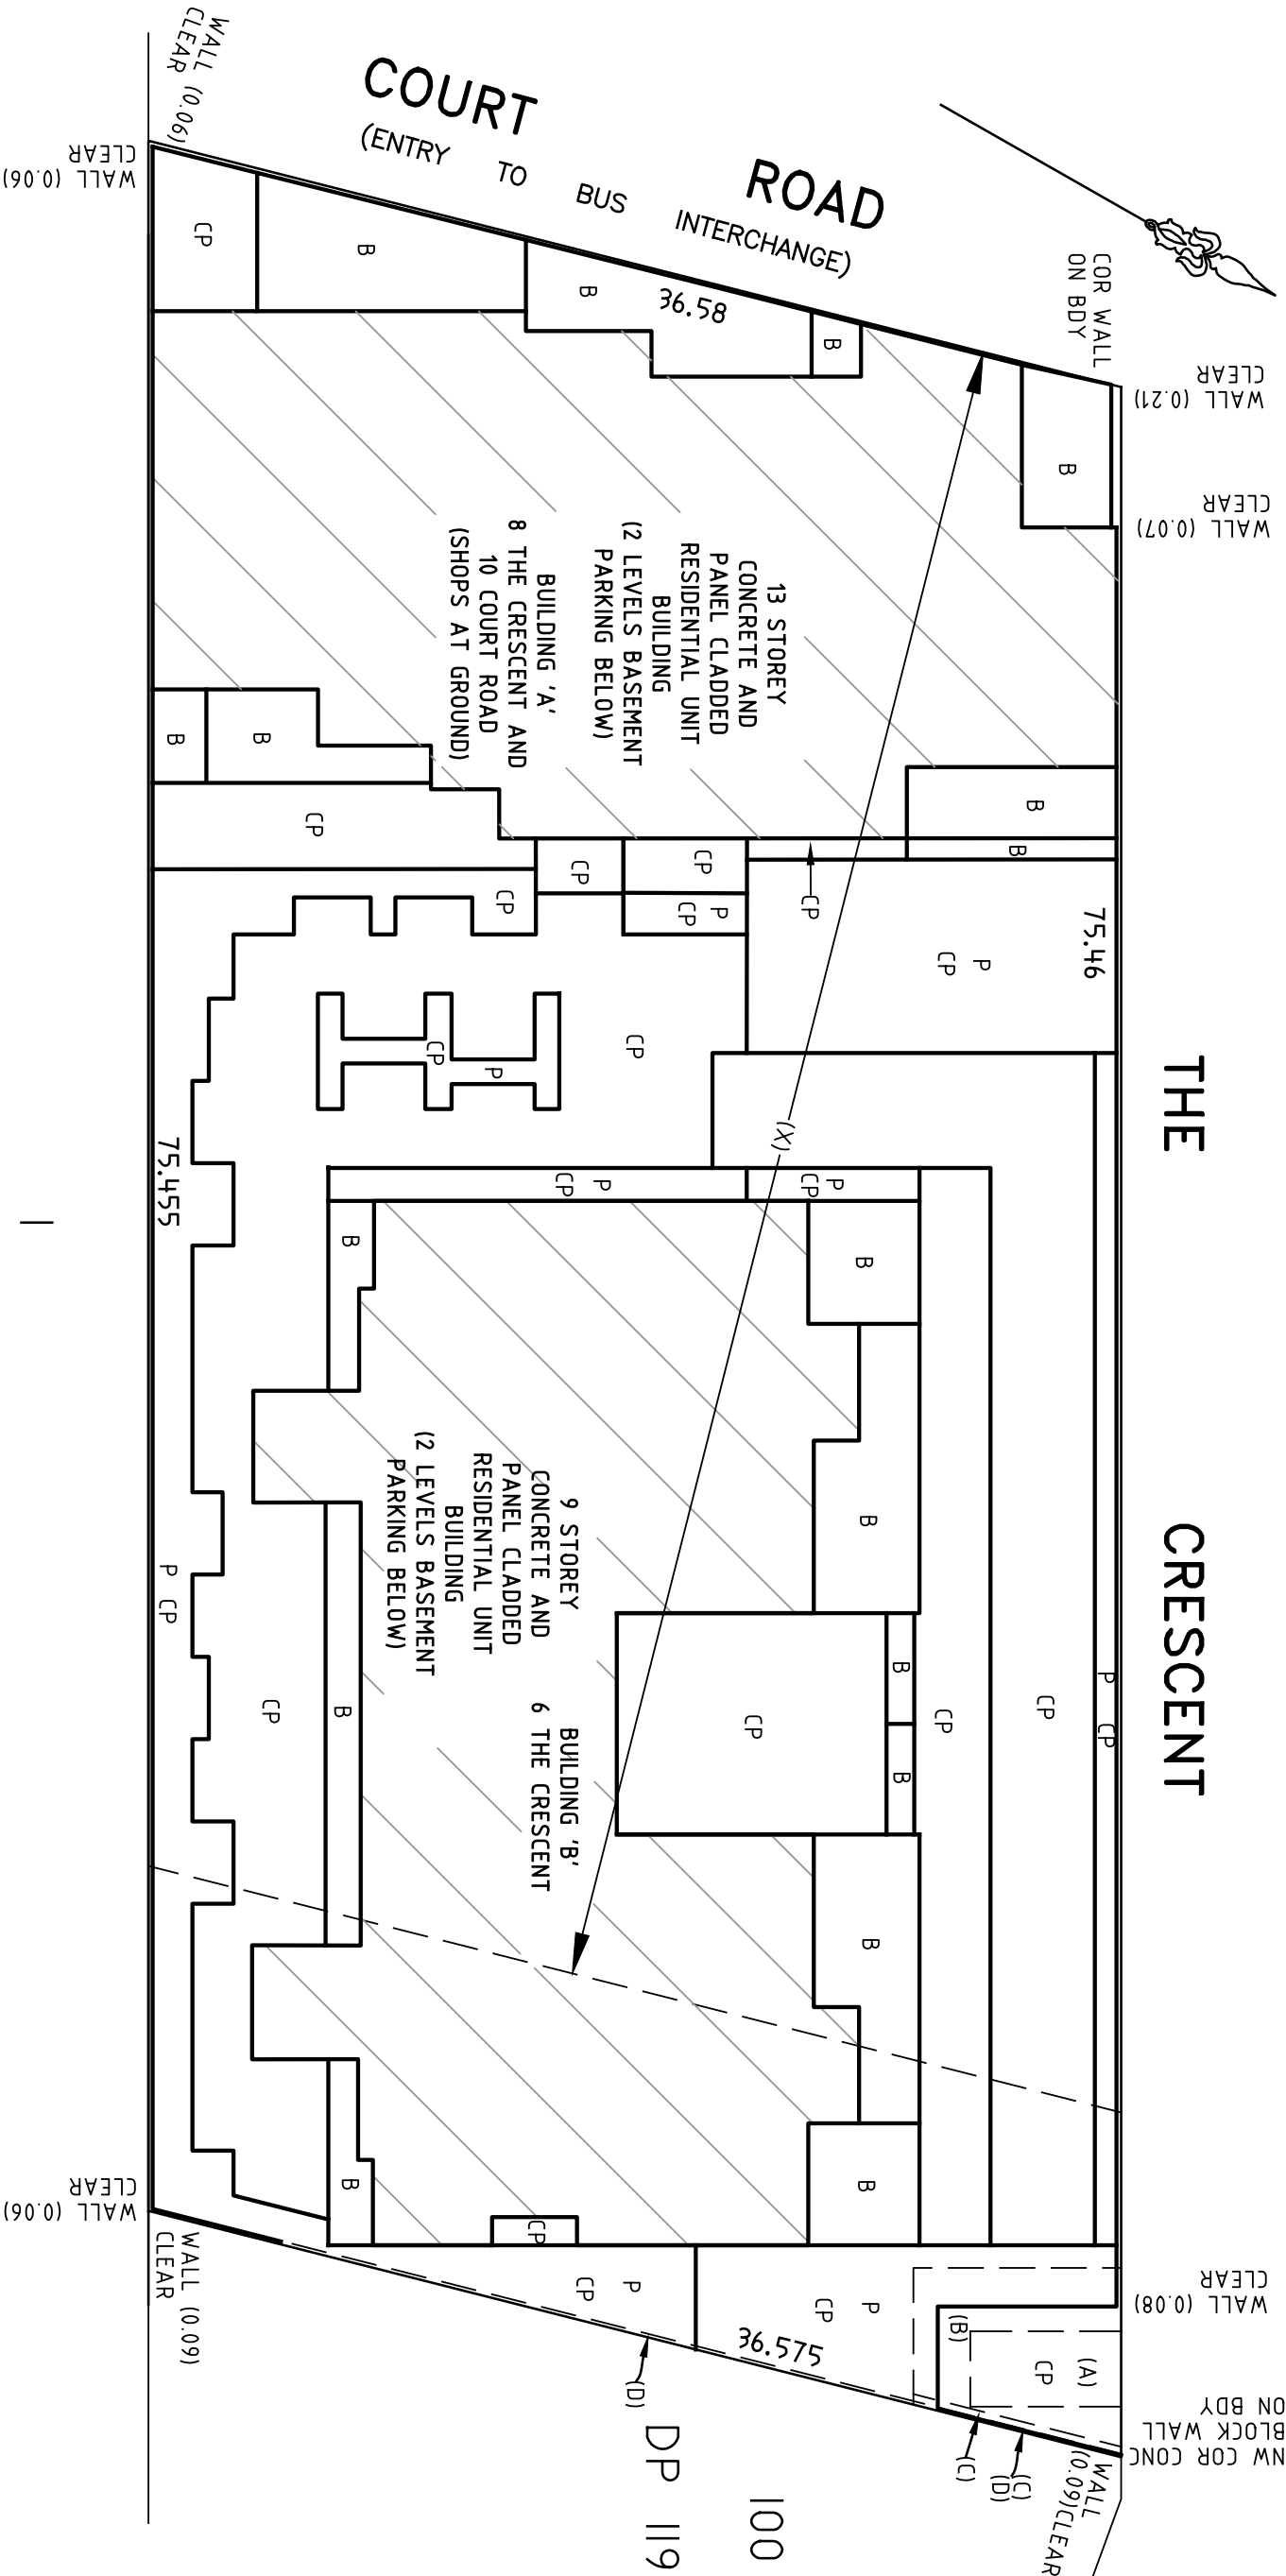 COURT ROAD
(ENTRY TO BUS INTERCHANGE)
THE CRESCENT
WALL (0.06)
CLEAR
WALL (0.06)
CLEAR
COR WALL
ON BDY
WALL (0.21)
CLEAR
WALL (0.07)
CLEAR
36.58
75.46
CP
B
B
B
B
13 STOREY
CONCRETE AND
PANEL CLADDED
RESIDENTIAL UNIT
BUILDING
(2 LEVELS BASEMENT
PARKING BELOW)
BUILDING 'A'
8 THE CRESCENT AND
10 COURT ROAD
(SHOPS AT GROUND)
B
B
B
B
CP
CP
CP
CP
CP
P
CP
P
CP
CP
CP
P
(X)
P
CP
P
CP
75.455
B
B
B
9 STOREY
CONCRETE AND
PANEL CLADDED
RESIDENTIAL UNIT
BUILDING
(2 LEVELS BASEMENT
PARKING BELOW)
BUILDING 'B'
6 THE CRESCENT
P CP
CP
B
CP
B
B
CP
CP
P CP
B
B
B
CP
P
CP
P
CP
36.575
(A)
CP
(B)
(C)
(C)
(D)
(D)
WALL (0.08)
CLEAR
NW COR CONC
BLOCK WALL
ON BDY
WALL
(0.09)CLEAR
WALL (0.06)
CLEAR
WALL (0.09)
CLEAR
1
100
DP 119